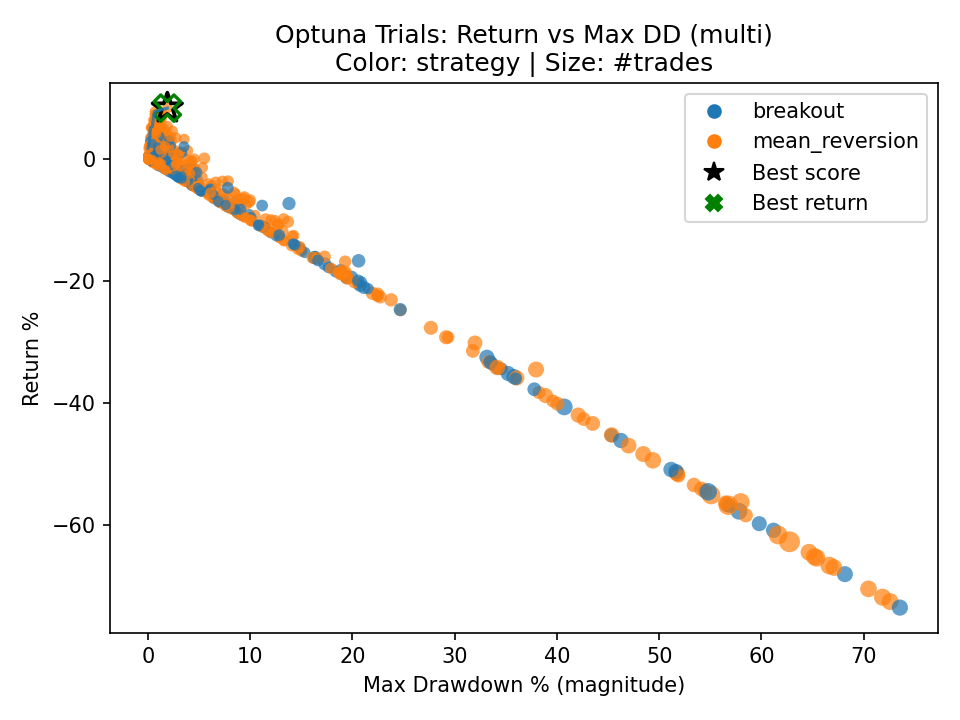 Optuna Trials: Return vs Max DD (multi)
Color: strategy | Size: #trades
breakout
mean_reversion
Best score
Best return
Return %
0
−20
−40
−60
0 10 20 30 40 50 60 70
Max Drawdown % (magnitude)